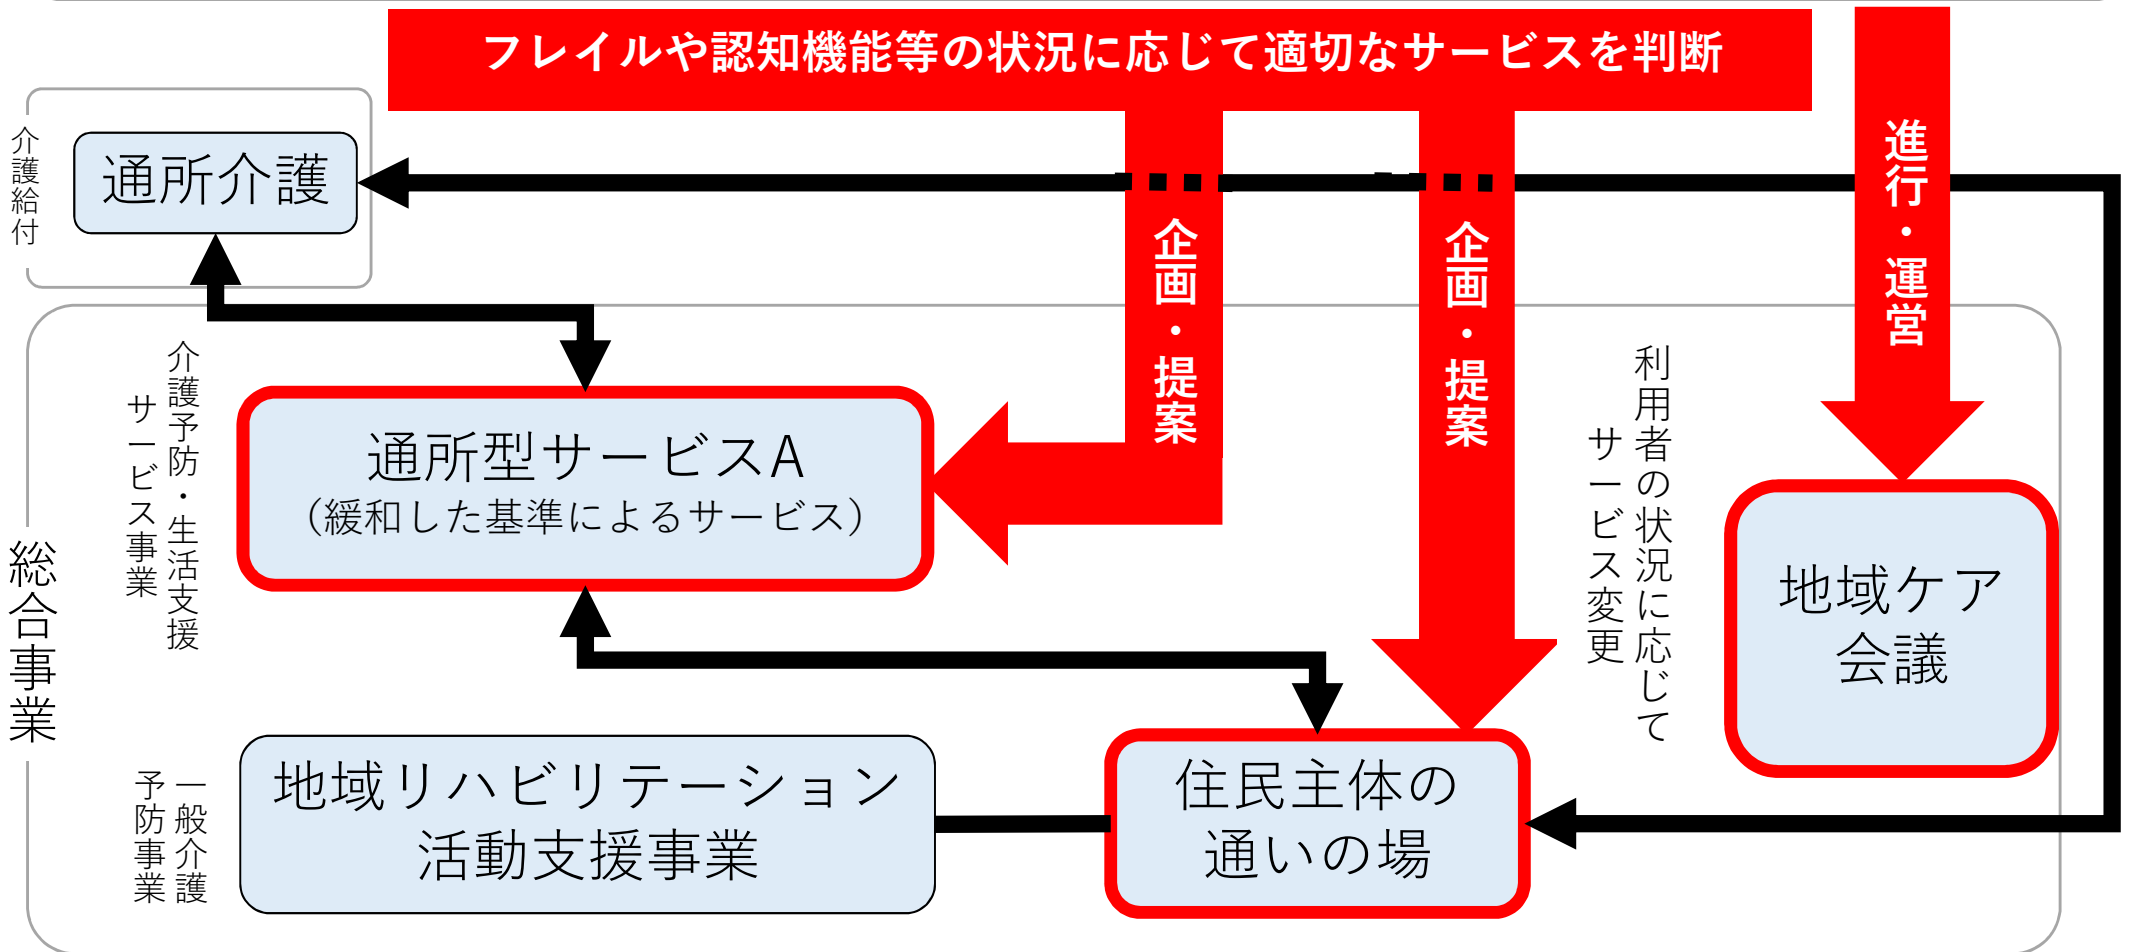 フレイルや認知機能等の状況に応じて適切なサービスを判断
介護給付
通所介護
企画・提案
企画・提案
進行・運営
総合事業
介護予防・生活支援
サービス事業
通所型サービスA
（緩和した基準によるサービス）
利用者の状況に応じて
サービス変更
地域ケア
会議
一般介護
予防事業
地域リハビリテーション
活動支援事業
住民主体の
通いの場